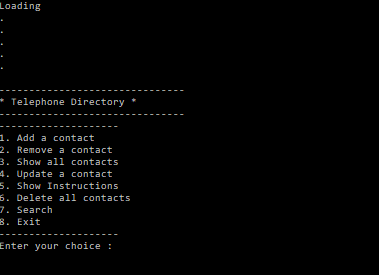 Loading
.
.
.
.
.
-------------------------------
* Telephone Directory *
-------------------------------
--------------------
1. Add a contact
2. Remove a contact
3. Show all contacts
4. Update a contact
5. Show Instructions
6. Delete all contacts
7. Search
8. Exit
--------------------
Enter your choice :